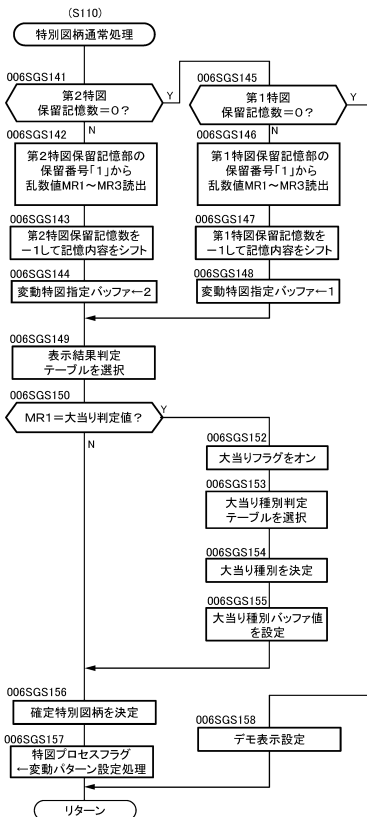 (S110)
特別図柄通常処理
006SGS141
第2特図
保留記憶数＝0？
Y
N
006SGS142
第2特図保留記憶部の
保留番号「1」から
乱数値MR1～MR3読出
006SGS143
第2特図保留記憶数を
－1して記憶内容をシフト
006SGS144
変動特図指定バッファ←2
006SGS145
第1特図
保留記憶数＝0？
Y
N
006SGS146
第1特図保留記憶部の
保留番号「1」から
乱数値MR1～MR3読出
006SGS147
第1特図保留記憶数を
－1して記憶内容をシフト
006SGS148
変動特図指定バッファ←1
006SGS149
表示結果判定
テーブルを選択
006SGS150
MR1＝大当り判定値？
Y
N
006SGS152
大当りフラグをオン
006SGS153
大当り種別判定
テーブルを選択
006SGS154
大当り種別を決定
006SGS155
大当り種別バッファ値
を設定
006SGS156
確定特別図柄を決定
006SGS157
特図プロセスフラグ
←変動パターン設定処理
006SGS158
デモ表示設定
リターン